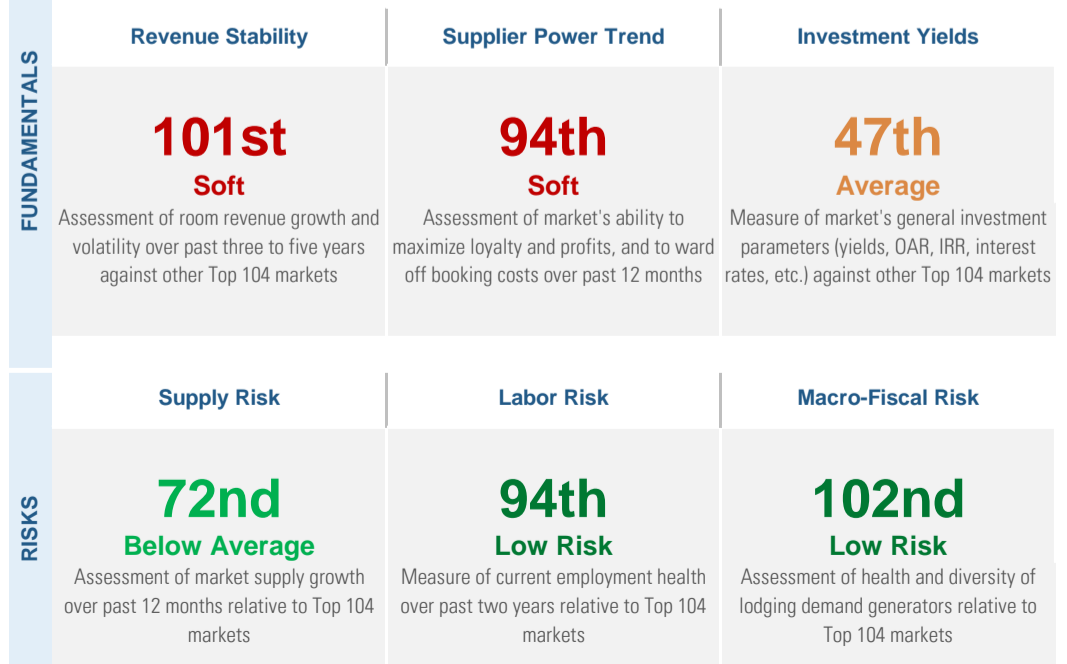 FUNDAMENTALS
Revenue Stability
Supplier Power Trend
Investment Yields
101st
Soft
Assessment of room revenue growth and
volatility over past three to five years
against other Top 104 markets
94th
Soft
Assessment of market's ability to
maximize loyalty and profits, and to ward
off booking costs over past 12 months
47th
Average
Measure of market's general investment
parameters (yields, OAR, IRR, interest
rates, etc.) against other Top 104 markets
RISKS
Supply Risk
Labor Risk
Macro-Fiscal Risk
72nd
Below Average
Assessment of market supply growth
over past 12 months relative to Top 104
markets
94th
Low Risk
Measure of current employment health
over past two years relative to Top 104
markets
102nd
Low Risk
Assessment of health and diversity of
lodging demand generators relative to
Top 104 markets